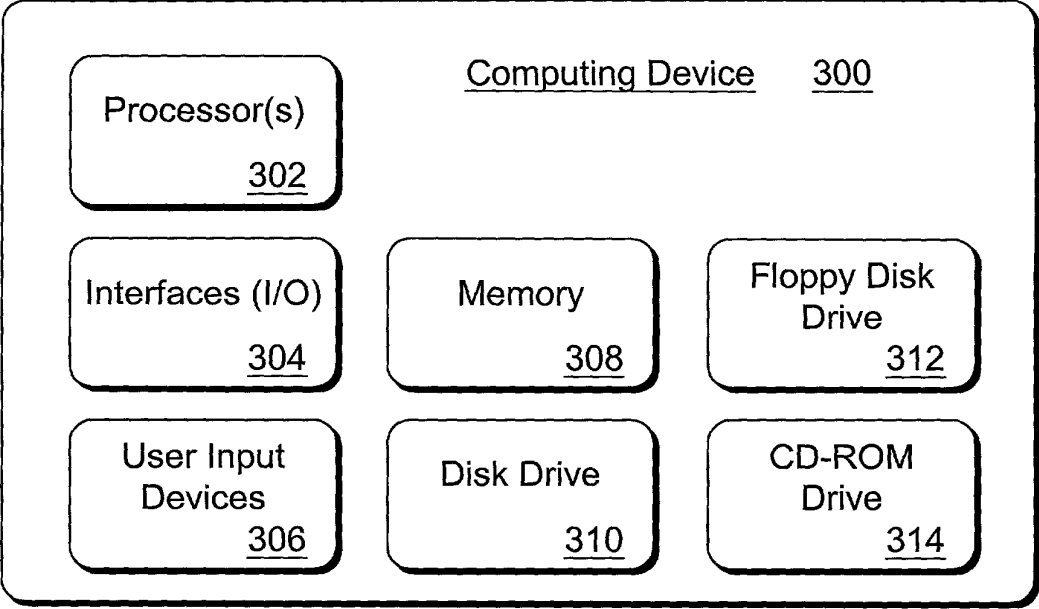 Computing Device 300
Processor(s)
302
Interfaces (I/O)
304
Memory
308
Floppy Disk
Drive
312
User Input
Devices
306
Disk Drive
310
CD-ROM
Drive
314